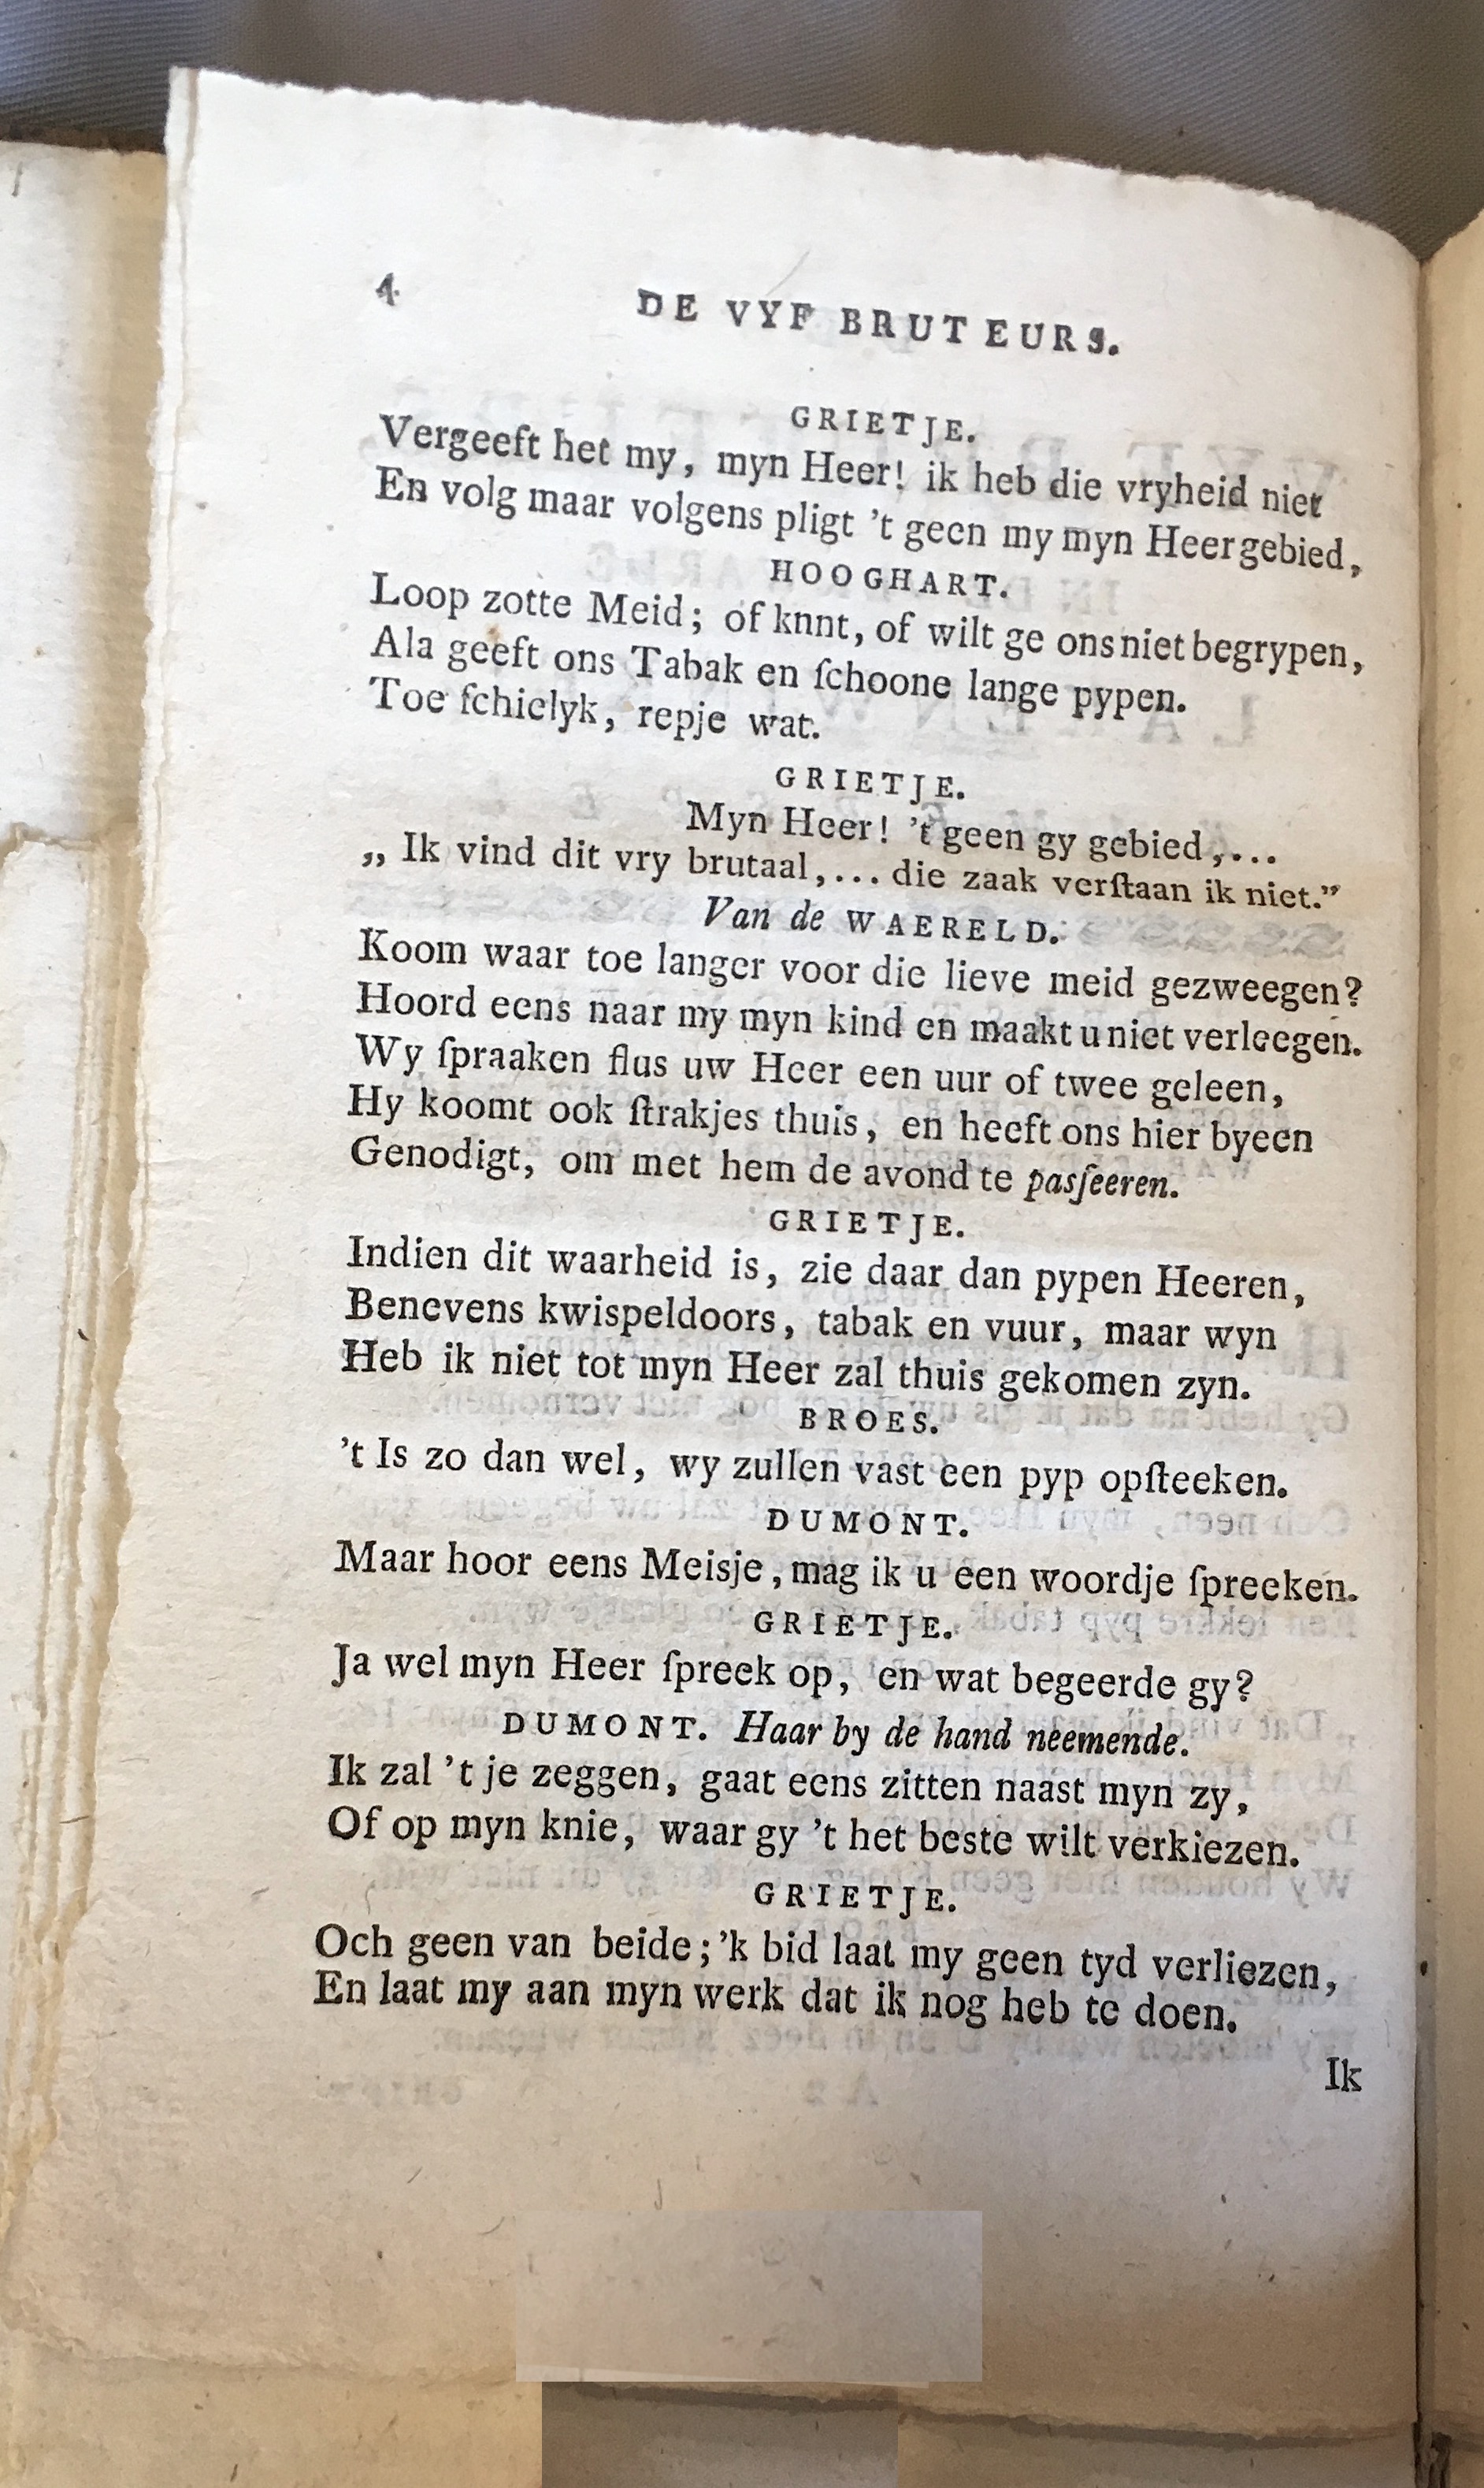 4
DE VYF BRUTEURS.
GRIETJE.
Vergeeft het my, myn Heer! ik heb die vryheid niet
En volg maar volgens pligt 't geen my myn Heer gebied,
HOOGHART.
Loop zotte Meid; of knnt, of wilt ge ons niet begrypen,
Ala geeft ons Tabak en ſchoone lange pypen.
Toe ſchielyk, repje wat.
GRIETJE.
Myn Heer! 't geen gy gebied,...
„ Ik vind dit vry brutaal,... die zaak verſtaan ik niet.”
Van de WAERELD.
Koom waar toe langer voor die lieve meid gezweegen?
Hoord eens naar my myn kind en maakt u niet verleegen.
Wy ſpraaken flus uw Heer een uur of twee geleen,
Hy koomt ook ſtrakjes thuis, en heeft ons hier byeen
Genodigt, om met hem de avond te pasſeeren.
GRIETJE.
Indien dit waarheid is, zie daar dan pypen Heeren,
Benevens kwispeldoors, tabak en vuur, maar wyn
Heb ik niet tot myn Heer zal thuis gekomen zyn.
BROES.
't Is zo dan wel, wy zullen vast een pyp opſteeken.
DUMONT.
Maar hoor eens Meisje, mag ik u een woordje ſpreeken.
GRIETJE.
Ja wel myn Heer ſpreek op, en wat begeerde gy?
DUMONT. Haar by de hand neemende.
Ik zal 't je zeggen, gaat eens zitten naast myn zy,
Of op myn knie, waar gy 't het beste wilt verkiezen.
GRIETJE.
Och geen van beide; 'k bid laat my geen tyd verliezen,
En laat my aan myn werk dat ik nog heb te doen.
Ik